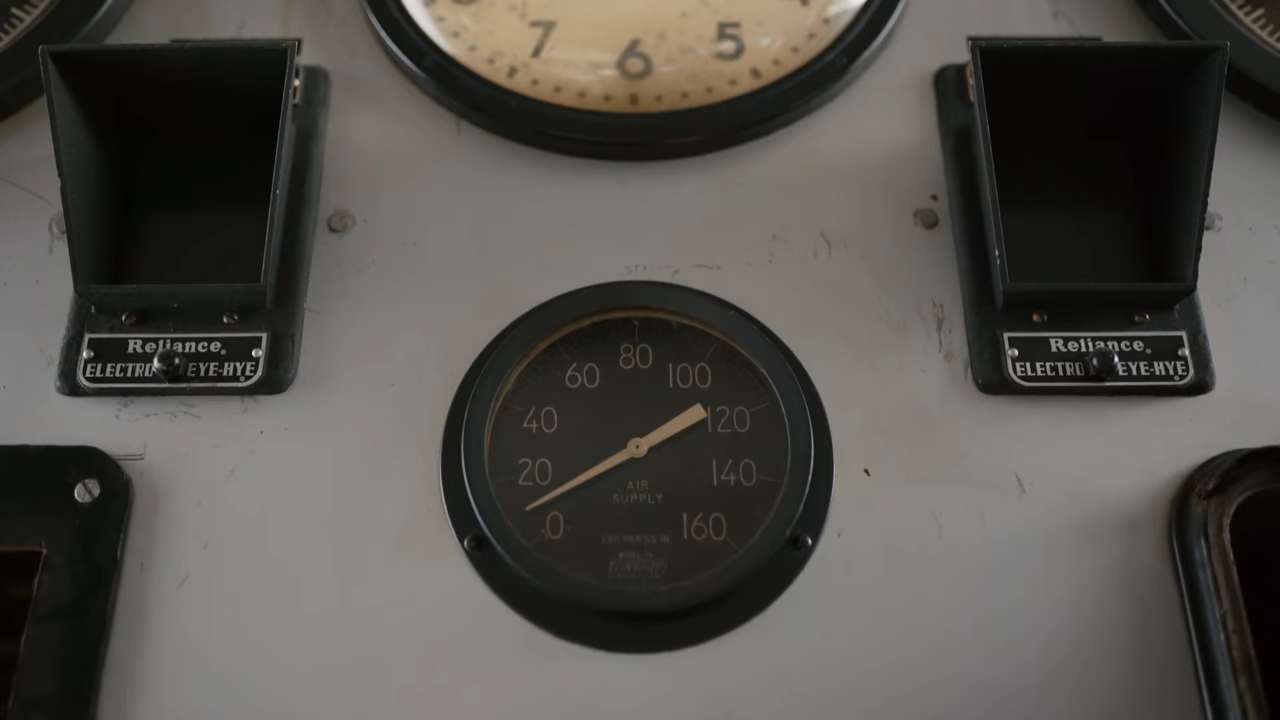 7 6 5
Reliance
ELECTRO EYE-HYE
Reliance
ELECTRO EYE-HYE
80
60 100
40 120
20 140
AIR
SUPPLY
0 160
LBS PER SQ. IN.